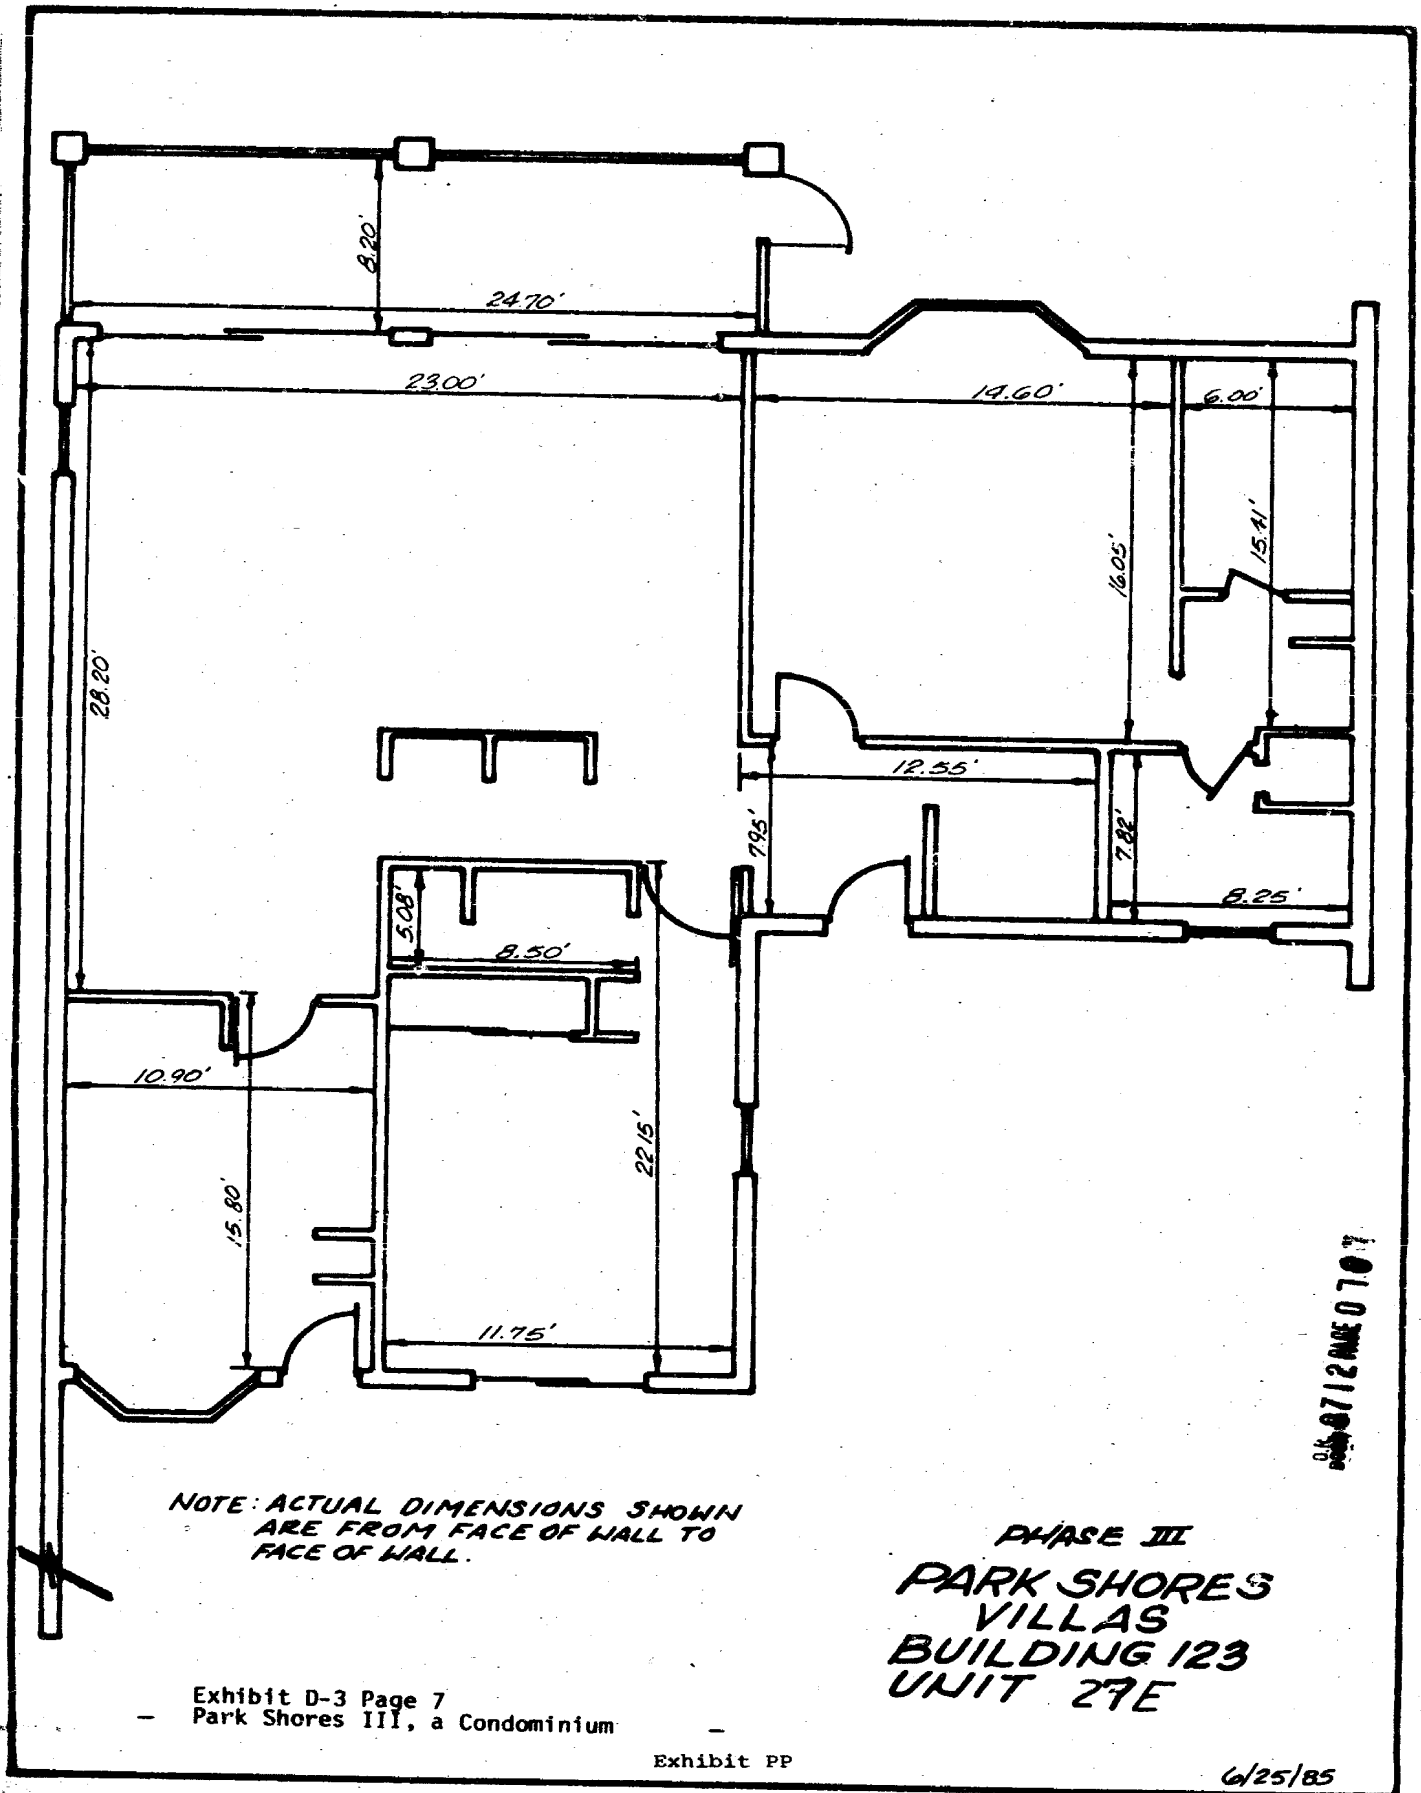 8.20'
24.70'
23.00'
14.60'
6.00'
15.41'
16.05'
28.20'
12.55'
7.95'
7.82'
8.25'
5.08'
8.50'
10.90'
22.15'
15.80'
11.75'
NOTE: ACTUAL DIMENSIONS SHOWN
ARE FROM FACE OF WALL TO
FACE OF WALL.
PHASE III
PARK SHORES
VILLAS
BUILDING 123
UNIT 27E
Exhibit D-3 Page 7
Park Shores III, a Condominium
Exhibit PP
6/25/85